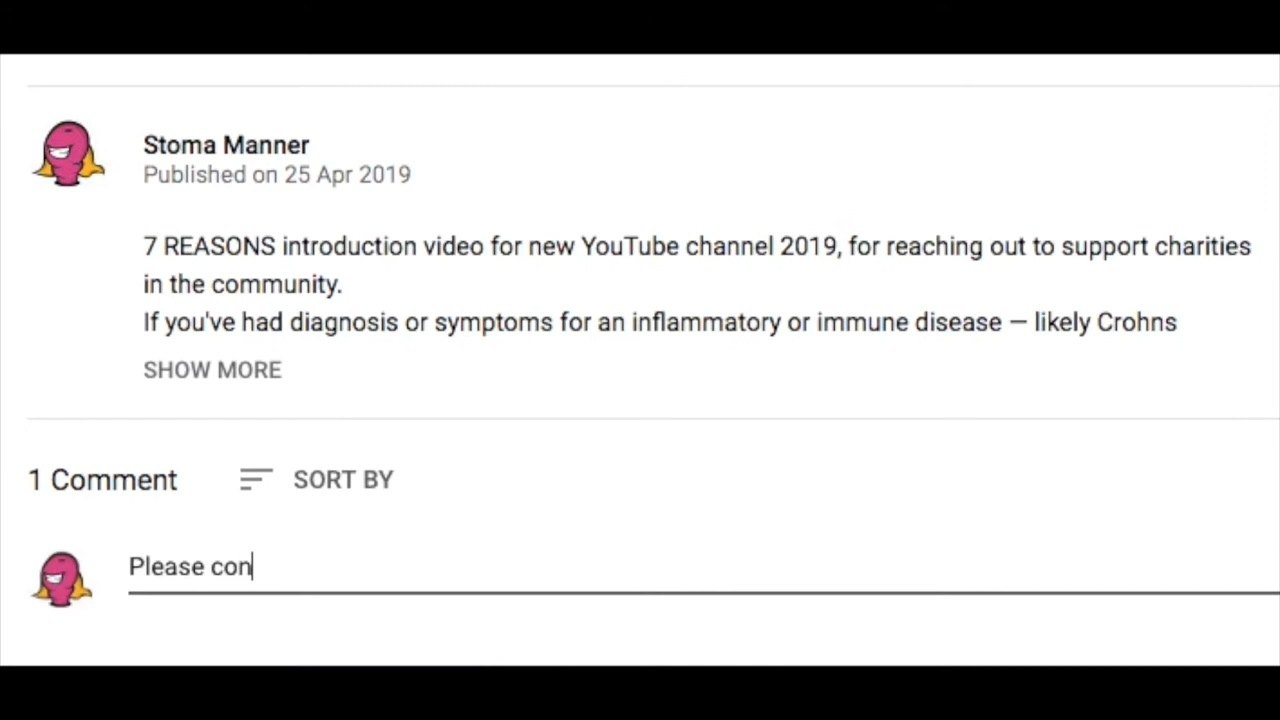 Stoma Manner
Published on 25 Apr 2019
7 REASONS introduction video for new YouTube channel 2019, for reaching out to support charities
in the community.
If you've had diagnosis or symptoms for an inflammatory or immune disease — likely Crohns
SHOW MORE
1 Comment SORT BY
Please con